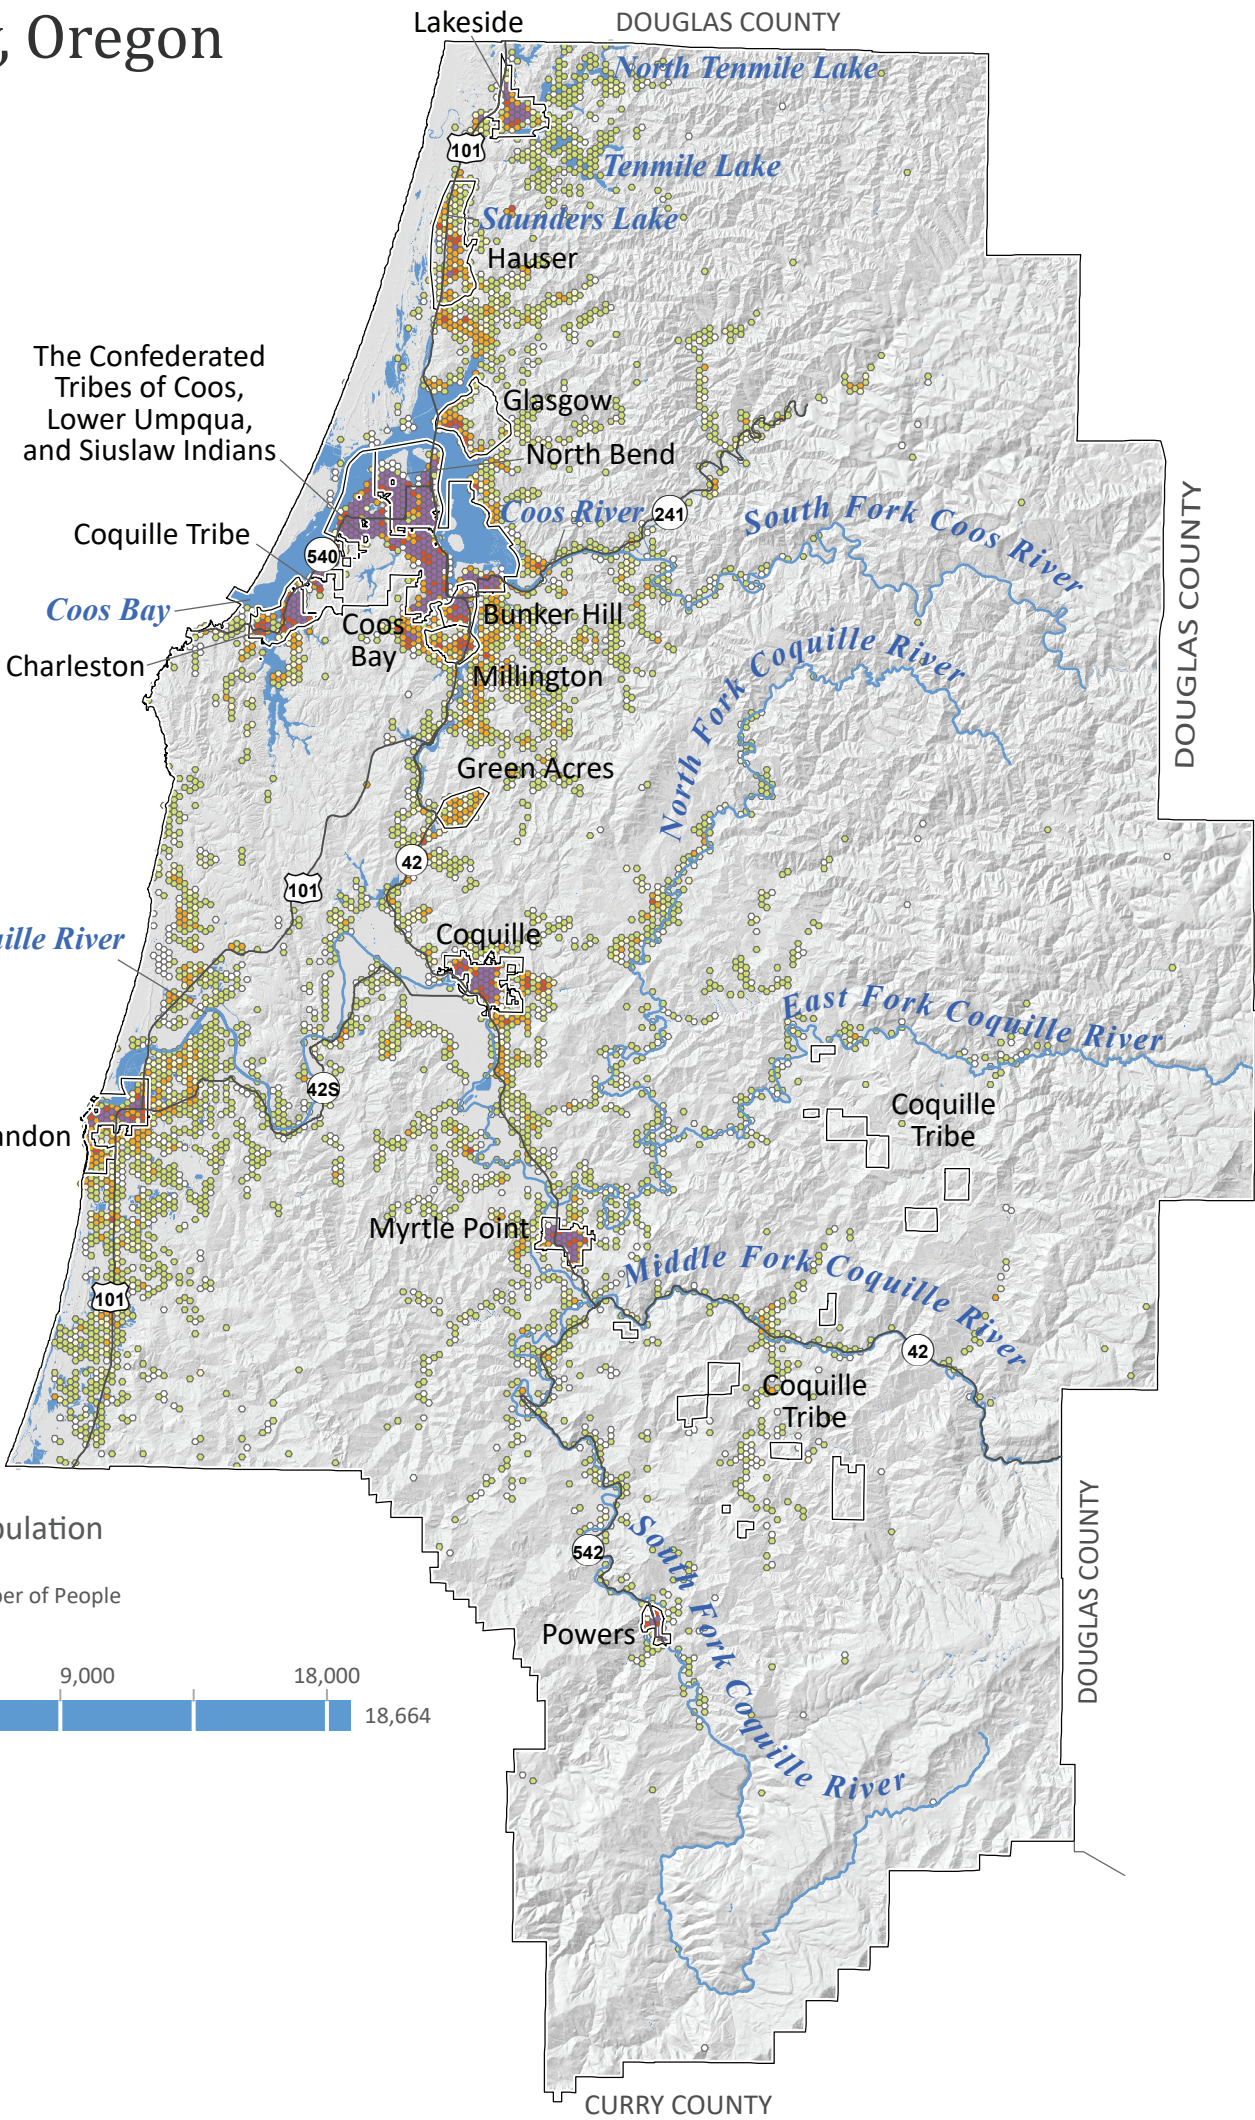 Oregon
Lakeside
DOUGLAS COUNTY
North Tenmile Lake
101
Tenmile Lake
Saunders Lake
Hauser
The Confederated
Tribes of Coos,
Lower Umpqua,
and Siuslaw Indians
Glasgow
North Bend
Coos River
241
South Fork Coos River
DOUGLAS COUNTY
Coquille Tribe
540
Coos Bay
Bunker Hill
Coos
Bay
Charleston
Millington
North Fork Coquille River
Green Acres
42
101
Coquille
River
East Fork Coquille River
42S
Coquille
Tribe
Myrtle Point
Middle Fork Coquille River
101
42
Coquille
Tribe
542
South Fork Coquille River
DOUGLAS COUNTY
of People
Powers
9,000
18,000
18,664
CURRY COUNTY